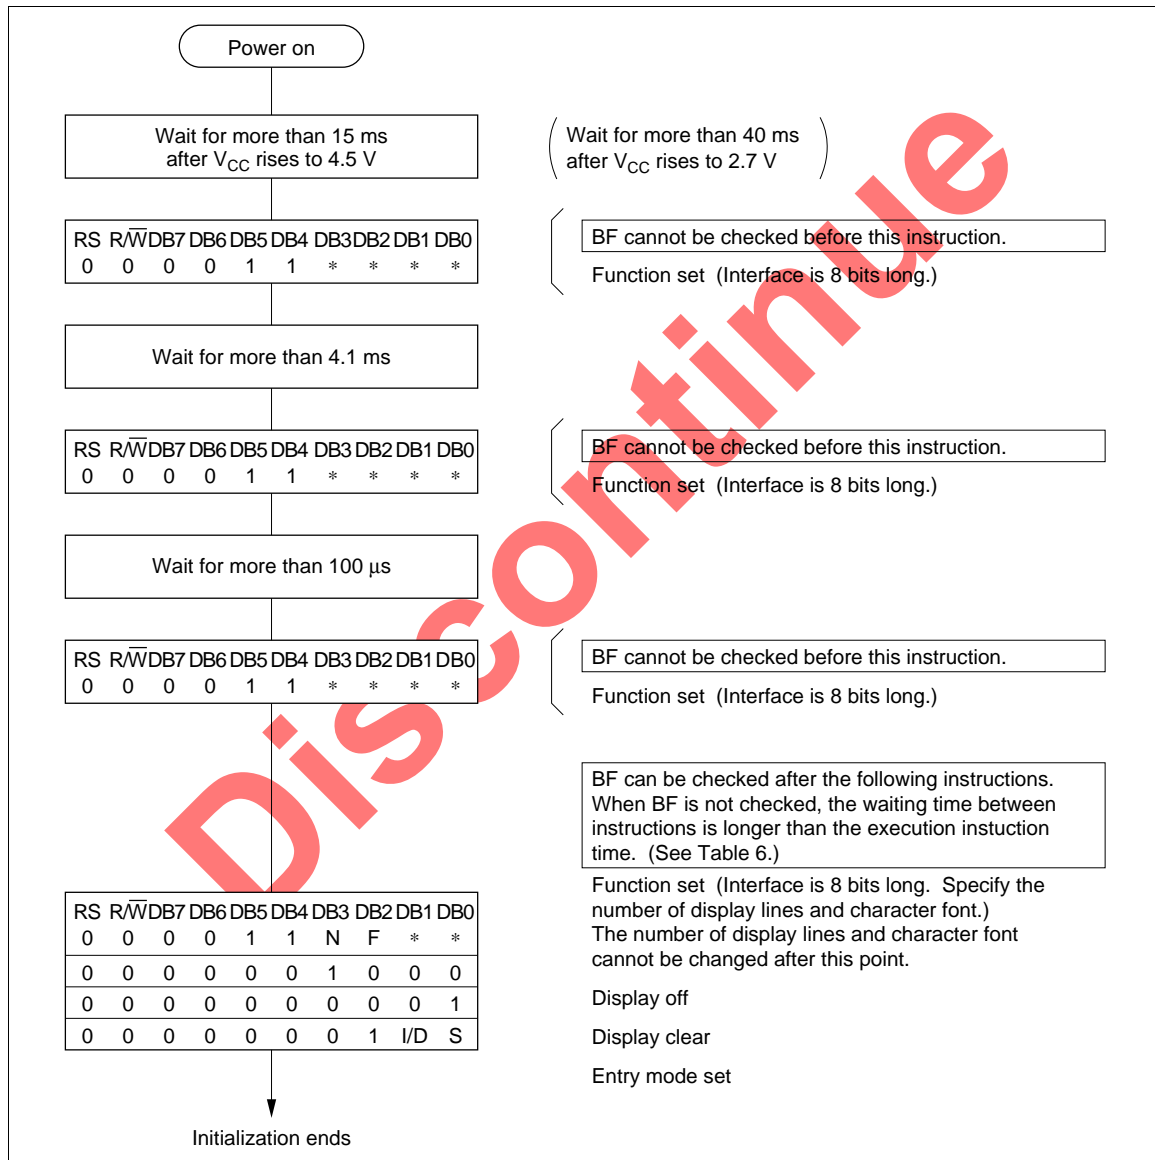 Power on
Wait for more than 15 ms
after VCC rises to 4.5 V
Wait for more than 40 ms
after VCC rises to 2.7 V
RS R/W̅ DB7 DB6 DB5 DB4 DB3 DB2 DB1 DB0
0 0 0 0 1 1 * * * *
BF cannot be checked before this instruction.
Function set (Interface is 8 bits long.)
Wait for more than 4.1 ms
RS R/W̅ DB7 DB6 DB5 DB4 DB3 DB2 DB1 DB0
0 0 0 0 1 1 * * * *
BF cannot be checked before this instruction.
Function set (Interface is 8 bits long.)
Wait for more than 100 µs
RS R/W̅ DB7 DB6 DB5 DB4 DB3 DB2 DB1 DB0
0 0 0 0 1 1 * * * *
BF cannot be checked before this instruction.
Function set (Interface is 8 bits long.)
BF can be checked after the following instructions.
When BF is not checked, the waiting time between
instructions is longer than the execution instuction
time. (See Table 6.)
RS R/W̅ DB7 DB6 DB5 DB4 DB3 DB2 DB1 DB0
0 0 0 0 1 1 N F * *
0 0 0 0 0 0 1 0 0 0
0 0 0 0 0 0 0 0 0 1
0 0 0 0 0 0 0 1 I/D S
Function set (Interface is 8 bits long. Specify the
number of display lines and character font.)
The number of display lines and character font
cannot be changed after this point.
Display off
Display clear
Entry mode set
Initialization ends
Discontinue